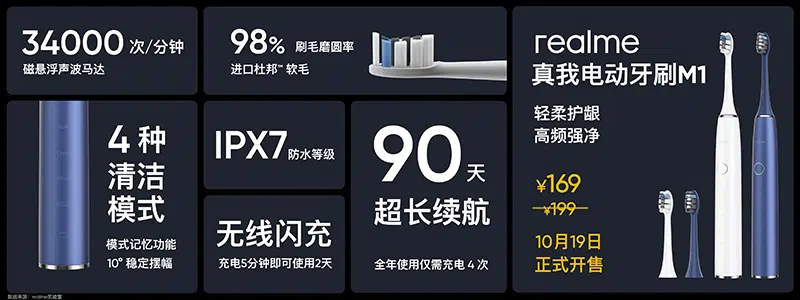 34000 次/分钟
磁悬浮声波马达
98% 刷毛磨圆率
进口杜邦™ 软毛
4 种
清洁
模式
模式记忆功能
10° 稳定摆幅
IPX7 防水等级
无线闪充
充电5分钟即可使用2天
90 天
超长续航
全年使用仅需充电 4 次
realme
真我电动牙刷M1
轻柔护龈
高频强净
¥169
¥199
10月19日
正式开售
数据来源：realme实验室